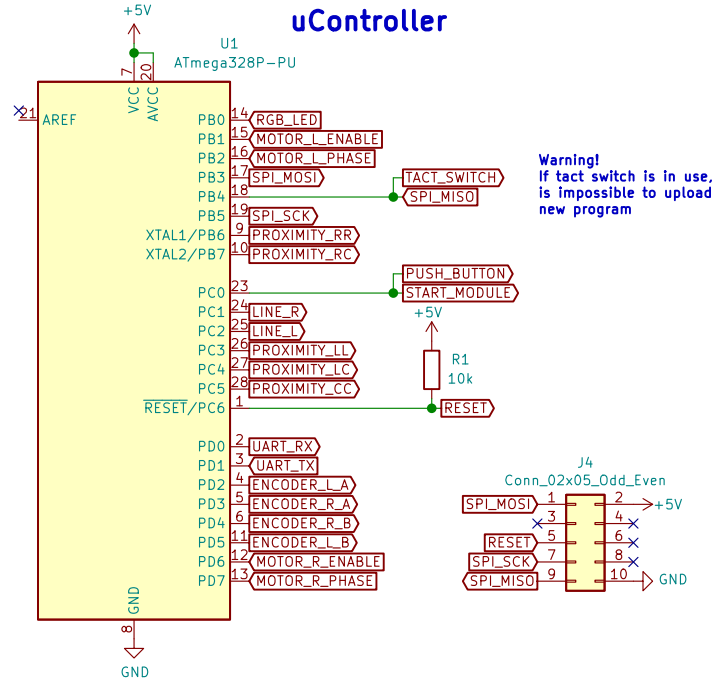 uController
+5V
U1
ATmega328P-PU
7
20
VCC
AVCC
21
AREF
PB0
14
RGB_LED
PB1
15
MOTOR_L_ENABLE
PB2
16
MOTOR_L_PHASE
PB3
17
SPI_MOSI
TACT_SWITCH
PB4
18
SPI_MISO
PB5
19
SPI_SCK
XTAL1/PB6
9
PROXIMITY_RR
XTAL2/PB7
10
PROXIMITY_RC
Warning!
If tact switch is in use,
is impossible to upload
new program
PUSH_BUTTON
PC0
23
START_MODULE
PC1
24
LINE_R
PC2
25
LINE_L
PC3
26
PROXIMITY_LL
PC4
27
PROXIMITY_LC
PC5
28
PROXIMITY_CC
RESET/PC6
1
RESET
+5V
R1
10k
PD0
2
UART_RX
PD1
3
UART_TX
PD2
4
ENCODER_L_A
PD3
5
ENCODER_R_A
PD4
6
ENCODER_R_B
PD5
11
ENCODER_L_B
PD6
12
MOTOR_R_ENABLE
PD7
13
MOTOR_R_PHASE
GND
8
GND
J4
Conn_02x05_Odd_Even
SPI_MOSI
1
2
+5V
3
4
RESET
5
6
SPI_SCK
7
8
SPI_MISO
9
10
GND